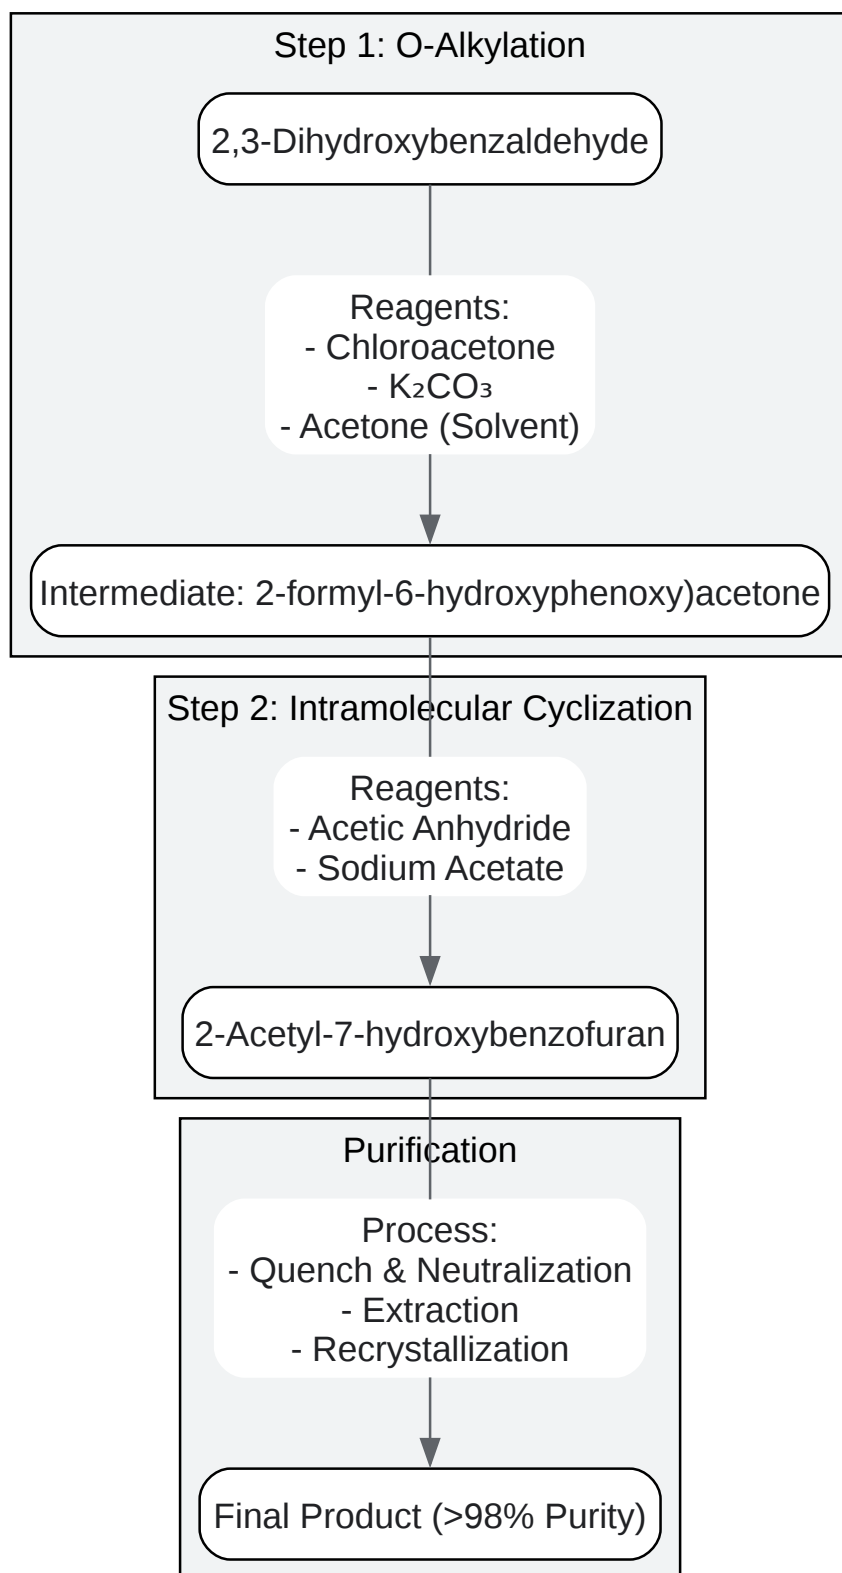 Step 1: O-Alkylation
2,3-Dihydroxybenzaldehyde
Reagents:
- Chloroacetone
- K₂CO₃
- Acetone (Solvent)
Intermediate: 2-formyl-6-hydroxyphenoxy)acetone
Step 2: Intramolecular Cyclization
Reagents:
- Acetic Anhydride
- Sodium Acetate
2-Acetyl-7-hydroxybenzofuran
Purification
Process:
- Quench & Neutralization
- Extraction
- Recrystallization
Final Product (>98% Purity)